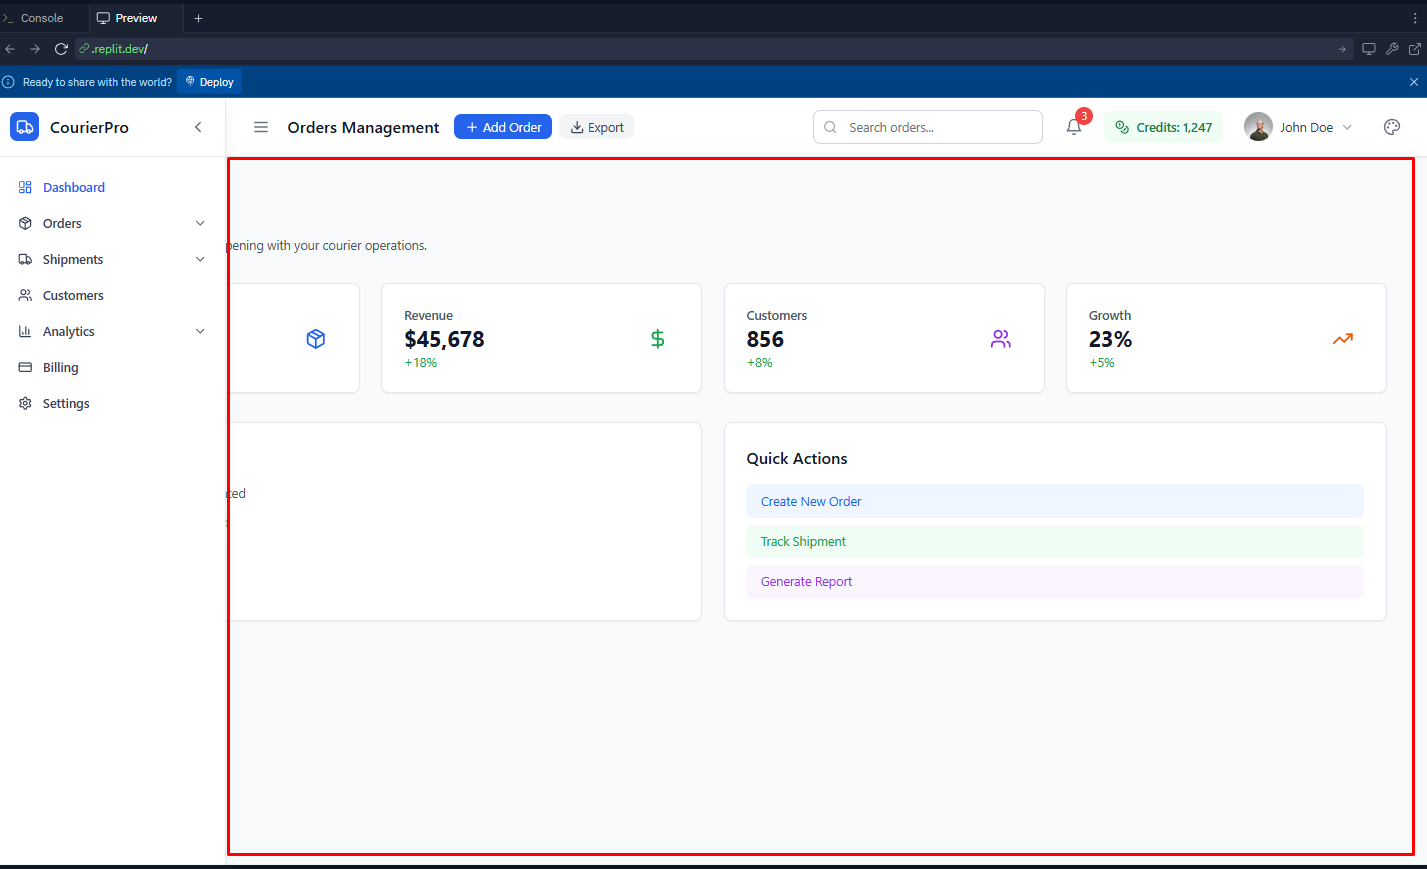 Console
Preview
.replit.dev/
Ready to share with the world?
Deploy
CourierPro
Orders Management
Add Order
Export
Search orders...
3
Credits: 1,247
John Doe
Dashboard
Orders
Shipments
Customers
Analytics
Billing
Settings
pening with your courier operations.
Revenue
$45,678
+18%
Customers
856
+8%
Growth
23%
+5%
ted
Quick Actions
Create New Order
Track Shipment
Generate Report